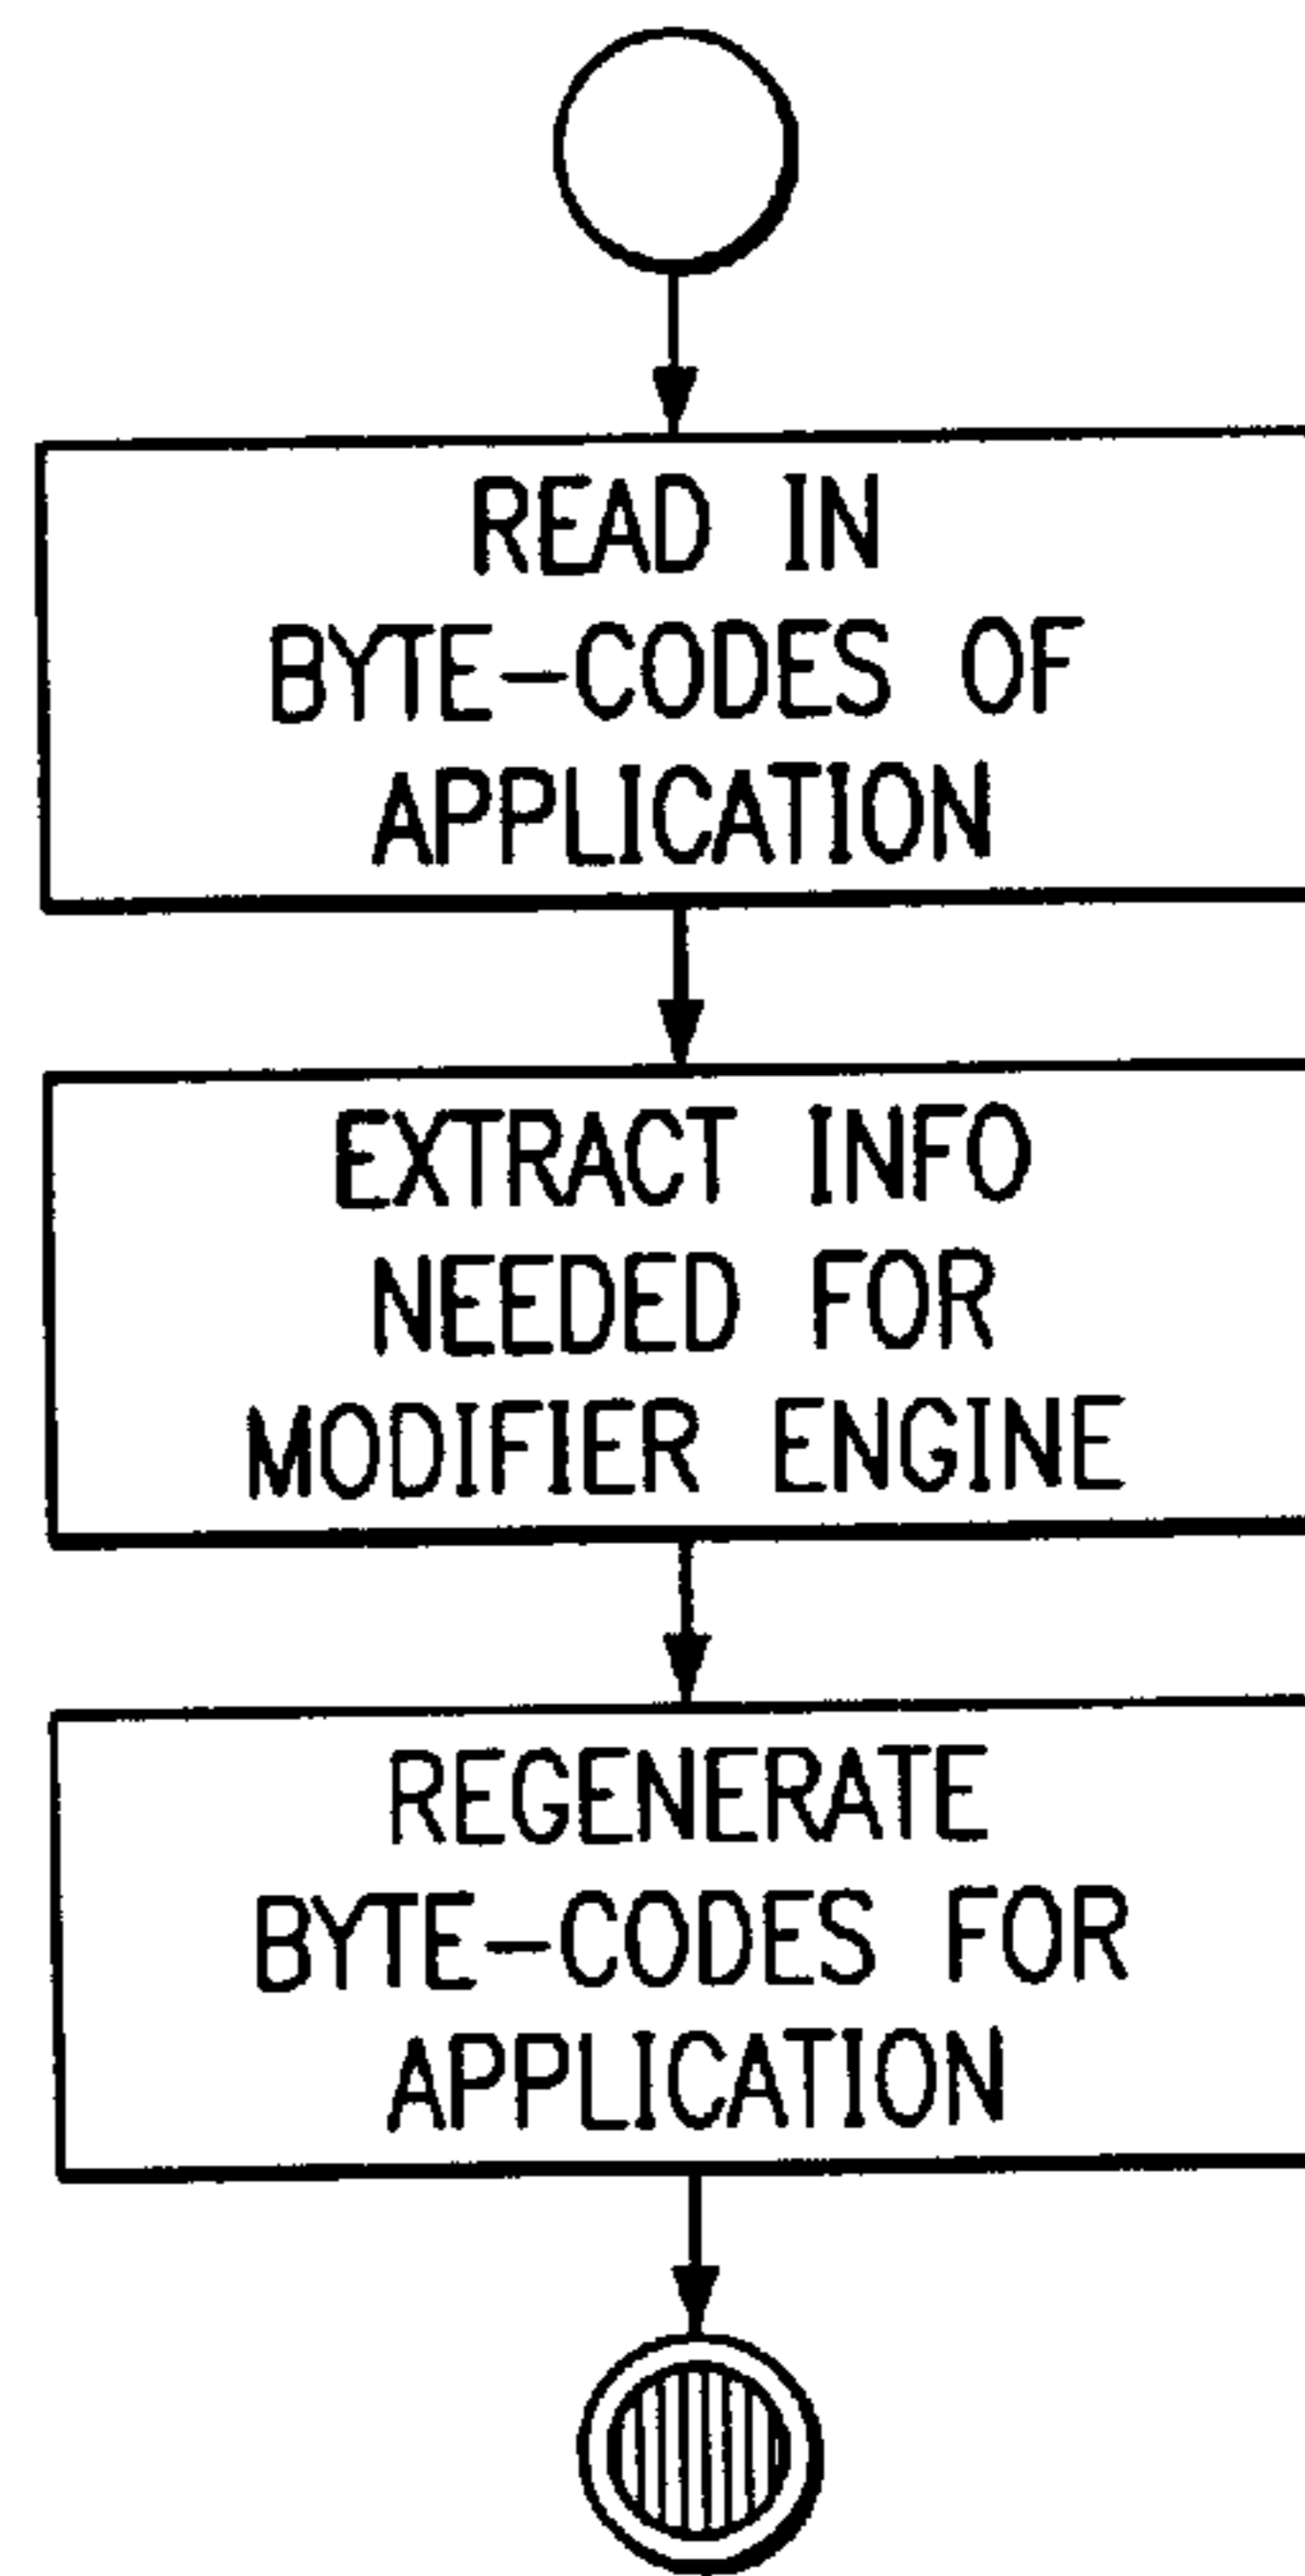 READ IN
BYTE-CODES OF
APPLICATION
EXTRACT INFO
NEEDED FOR
MODIFIER ENGINE
REGENERATE
BYTE-CODES FOR
APPLICATION